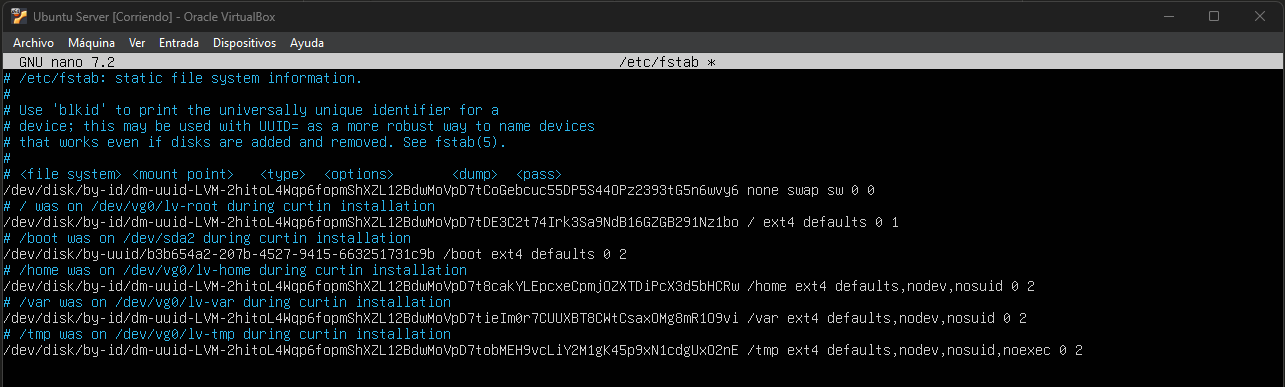 Ubuntu Server [Corriendo] - Oracle VirtualBox
Archivo Máquina Ver Entrada Dispositivos Ayuda
GNU nano 7.2 /etc/fstab *
# /etc/fstab: static file system information.
#
# Use 'blkid' to print the universally unique identifier for a
# device; this may be used with UUID= as a more robust way to name devices
# that works even if disks are added and removed. See fstab(5).
#
# <file system> <mount point> <type> <options> <dump> <pass>
/dev/disk/by-id/dm-uuid-LVM-2hitoL4Wqp6fopmShXZL12BdwMoVpD7tCoGebcuc55DP5S44OPz2393tG5n6wvy6 none swap sw 0 0
# / was on /dev/vg0/lv-root during curtin installation
/dev/disk/by-id/dm-uuid-LVM-2hitoL4Wqp6fopmShXZL12BdwMoVpD7tDE3C2t74Irk3Sa9NdB16GZGB291Nz1bo / ext4 defaults 0 1
# /boot was on /dev/sda2 during curtin installation
/dev/disk/by-uuid/b3b654a2-207b-4527-9415-663251731c9b /boot ext4 defaults 0 2
# /home was on /dev/vg0/lv-home during curtin installation
/dev/disk/by-id/dm-uuid-LVM-2hitoL4Wqp6fopmShXZL12BdwMoVpD7t8cakYLEpcxeCpmjOZXTDiPcX3d5bHCRw /home ext4 defaults,nodev,nosuid 0 2
# /var was on /dev/vg0/lv-var during curtin installation
/dev/disk/by-id/dm-uuid-LVM-2hitoL4Wqp6fopmShXZL12BdwMoVpD7tieIm0r7CUUXBT8CWtCsaxOMg8mR1O9vi /var ext4 defaults,nodev,nosuid 0 2
# /tmp was on /dev/vg0/lv-tmp during curtin installation
/dev/disk/by-id/dm-uuid-LVM-2hitoL4Wqp6fopmShXZL12BdwMoVpD7tobMEH9vcLiY2M1gK45p9xN1cdgUxO2nE /tmp ext4 defaults,nodev,nosuid,noexec 0 2